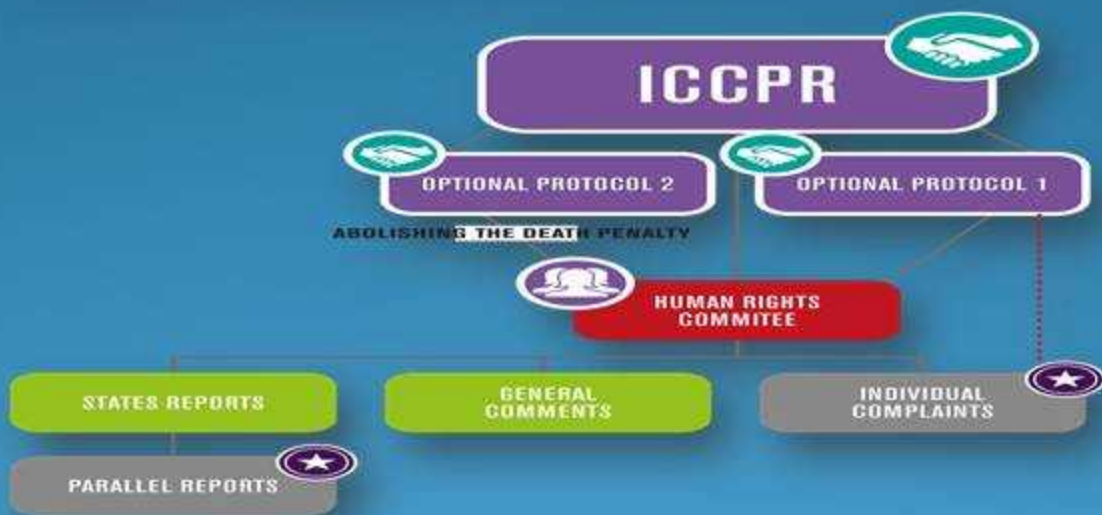 ICCPR
OPTIONAL PROTOCOL 2
OPTIONAL PROTOCOL 1
ABOLISHING THE DEATH PENALTY
HUMAN RIGHTS
COMMITEE
STATES REPORTS
GENERAL
COMMENTS
INDIVIDUAL
COMPLAINTS
PARALLEL REPORTS